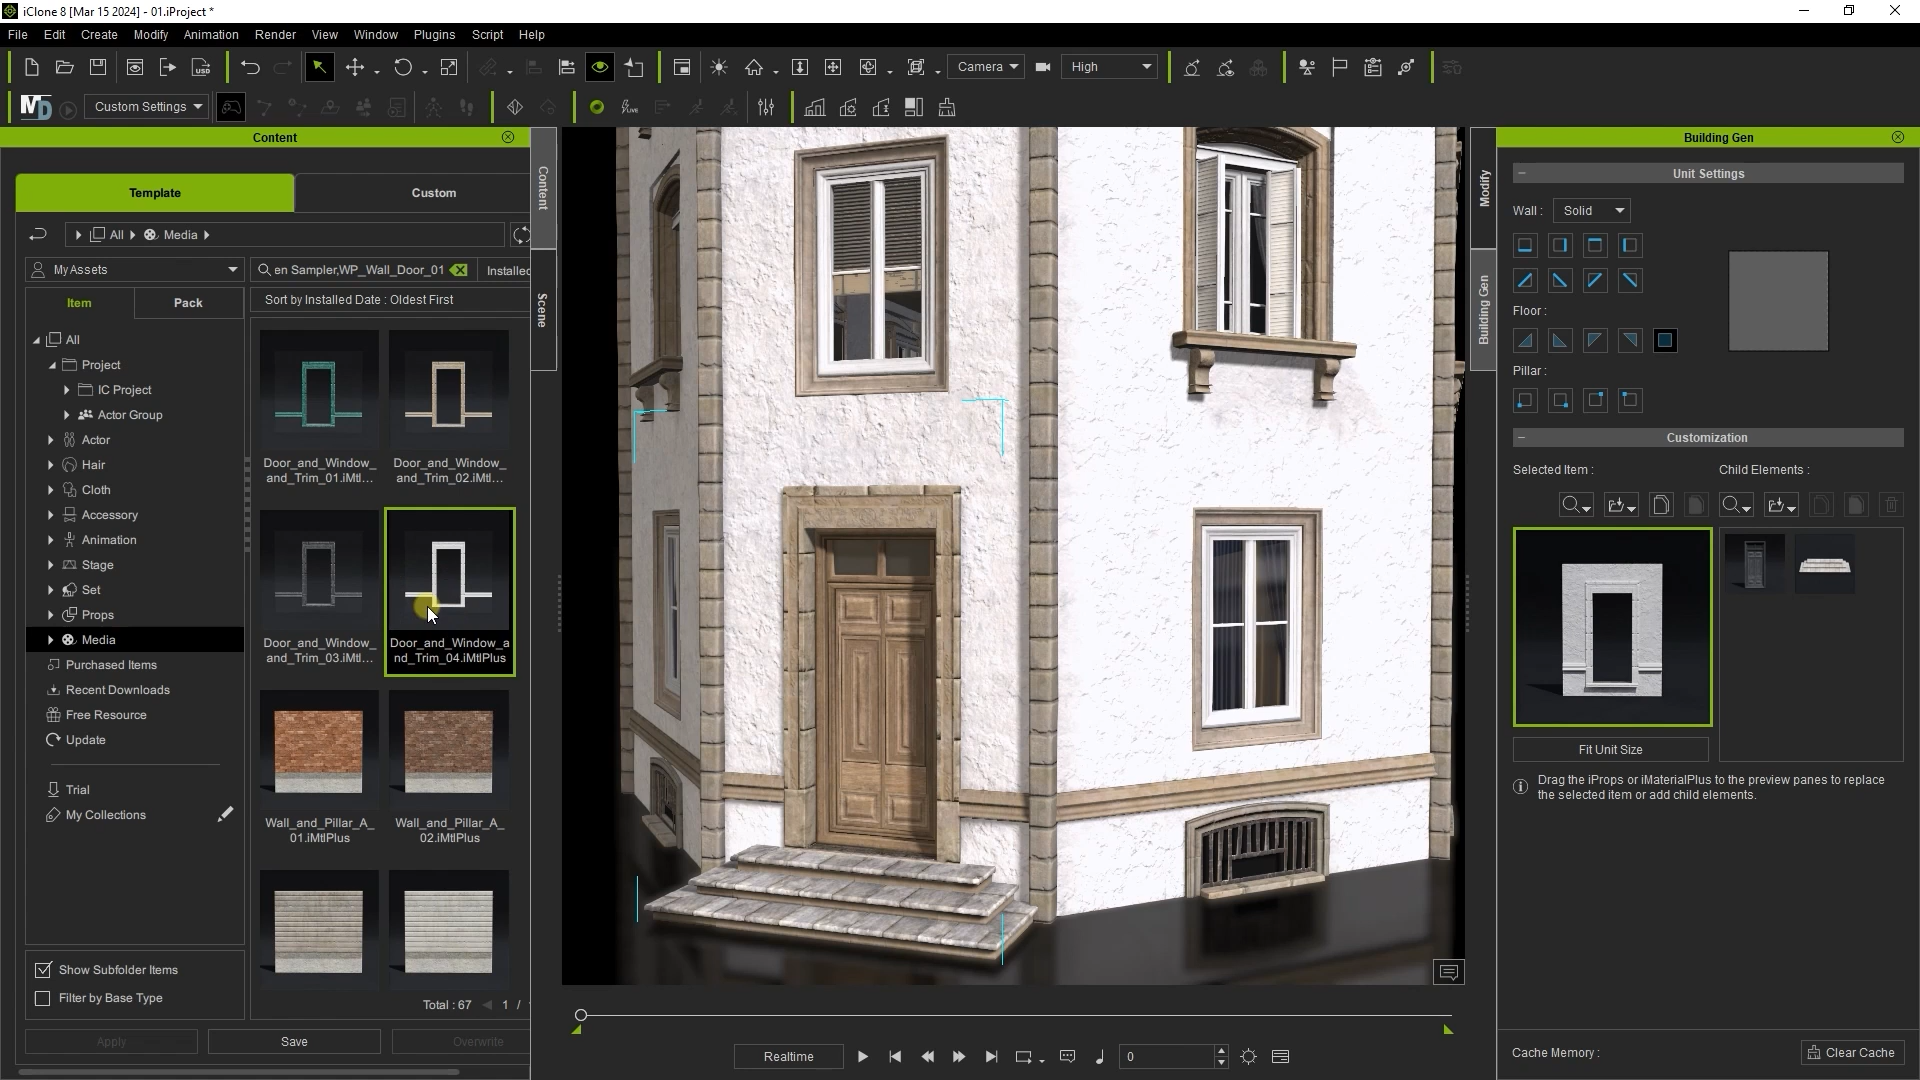 iClone 8 [Mar 15 2024] - 01.iProject *
File Edit Create Modify Animation Render View Window Plugins Script Help
USD Camera High
MD Custom Settings LIVE
Content
Template Custom
All Media
My Assets
en Sampler,WP_Wall_Door_01
Installed
Item Pack
Sort by Installed Date : Oldest First
All
Project
IC Project
Actor Group
Actor
Hair
Cloth
Accessory
Animation
Stage
Set
Props
Media
Purchased Items
Recent Downloads
Free Resource
Update
Trial
My Collections
Show Subfolder Items
Filter by Base Type
Door_and_Window_
and_Trim_01.iMtl...
Door_and_Window_
and_Trim_02.iMtl...
Door_and_Window_
and_Trim_03.iMtl...
Door_and_Window_a
nd_Trim_04.iMtlPlus
Wall_and_Pillar_A_
01.iMtlPlus
Wall_and_Pillar_A_
02.iMtlPlus
Total : 67 1 /
Apply Save Overwrite
Content
Scene
Realtime
0
Modify
Building Gen
Building Gen
Unit Settings
Wall : Solid
Floor :
Pillar :
Customization
Selected Item : Child Elements :
Fit Unit Size
Drag the iProps or iMaterialPlus to the preview panes to replace
the selected item or add child elements.
Cache Memory : Clear Cache